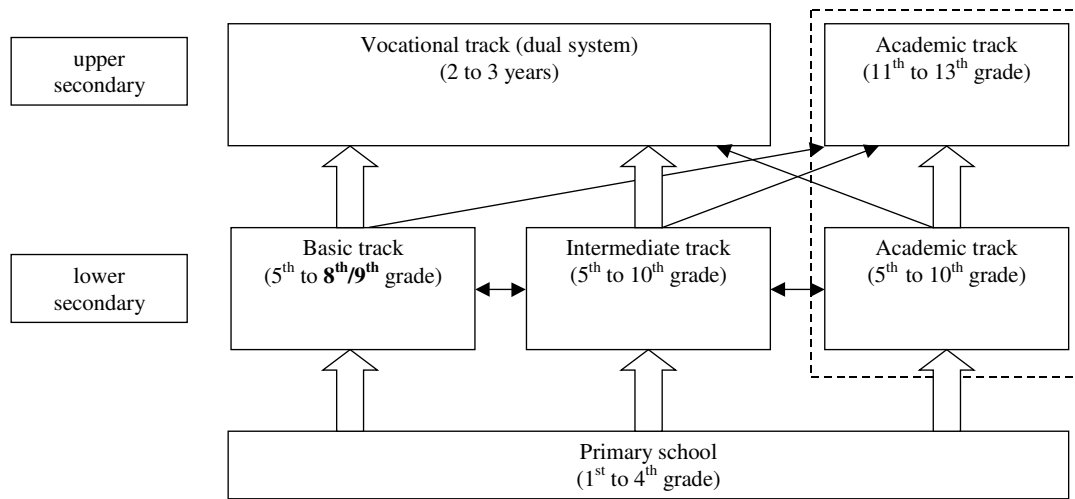 upper
secondary
Vocational track (dual system)
(2 to 3 years)
Academic track
(11th to 13th grade)
lower
secondary
Basic track
(5th to 8th/9th grade)
Intermediate track
(5th to 10th grade)
Academic track
(5th to 10th grade)
Primary school
(1st to 4th grade)